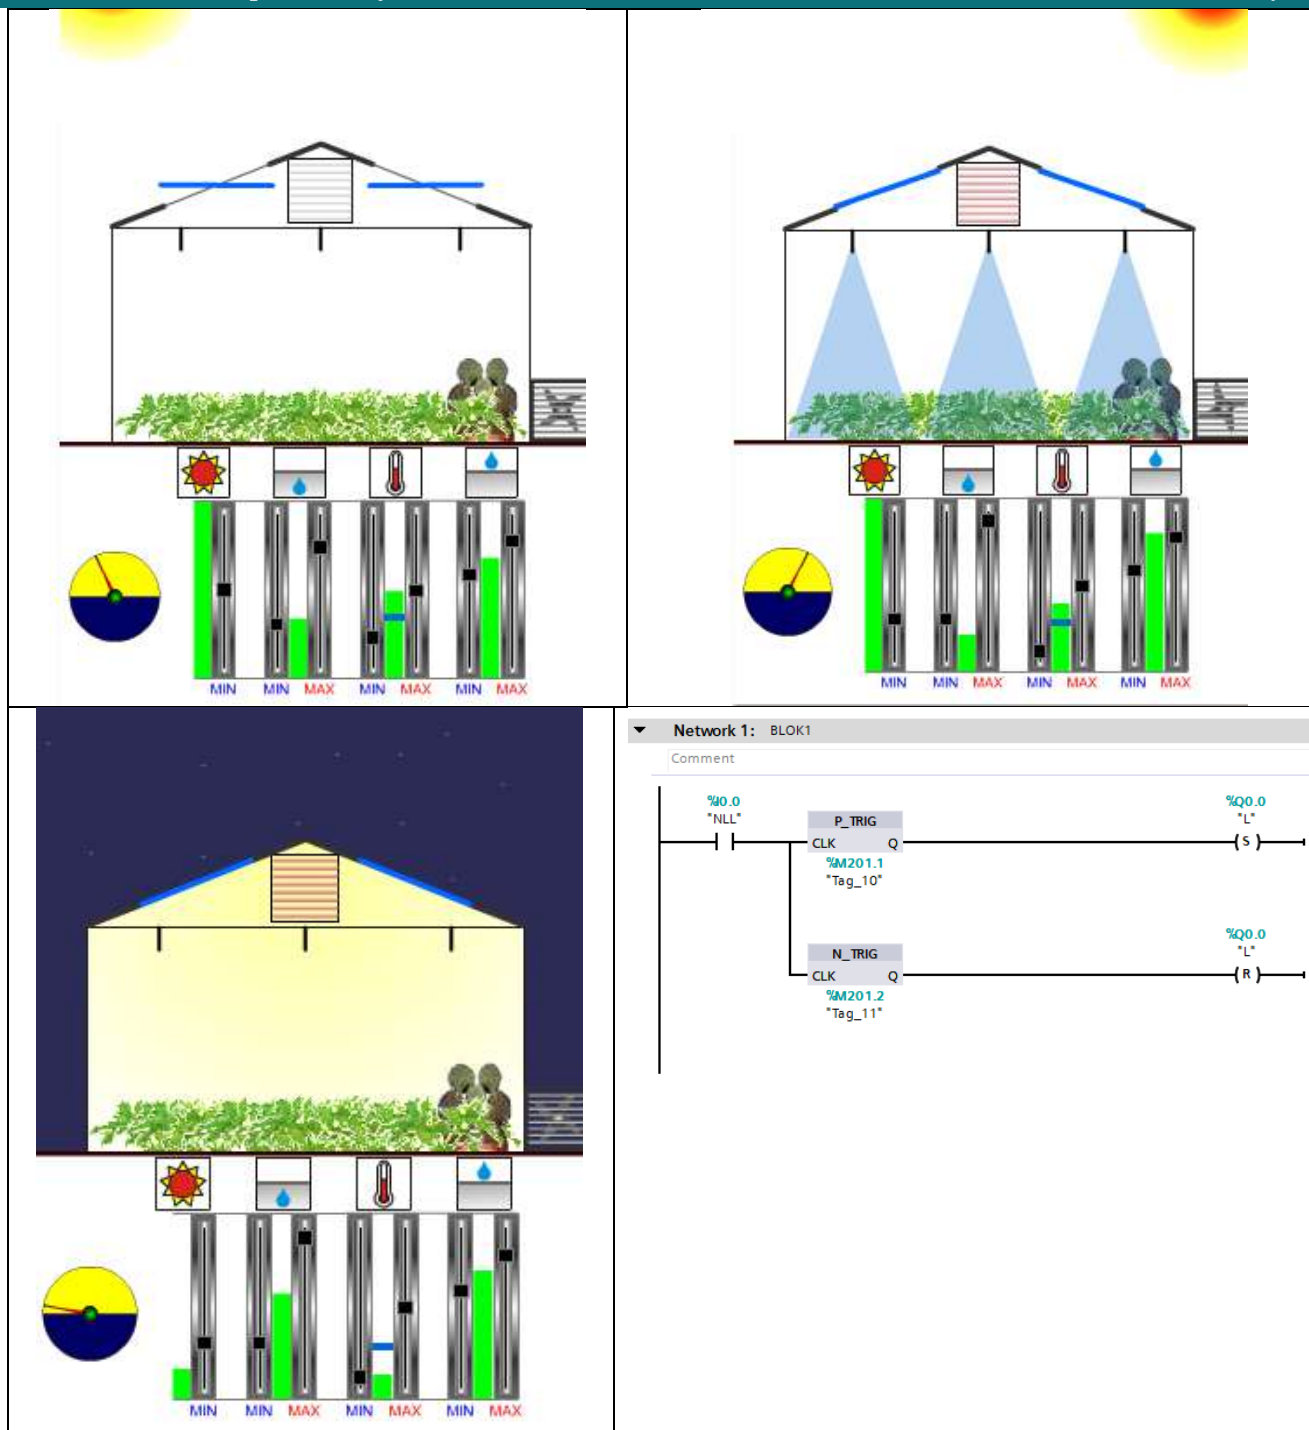 MIN MIN MAX MIN MAX MIN MAX
MIN MIN MAX MIN MAX MIN MAX
MIN MIN MAX MIN MAX MIN MAX
Network 1: BLOK1
Comment
%I0.0
"NLL"
P_TRIG
CLK Q
%M201.1
"Tag_10"
%Q0.0
"L"
S
N_TRIG
CLK Q
%M201.2
"Tag_11"
%Q0.0
"L"
R